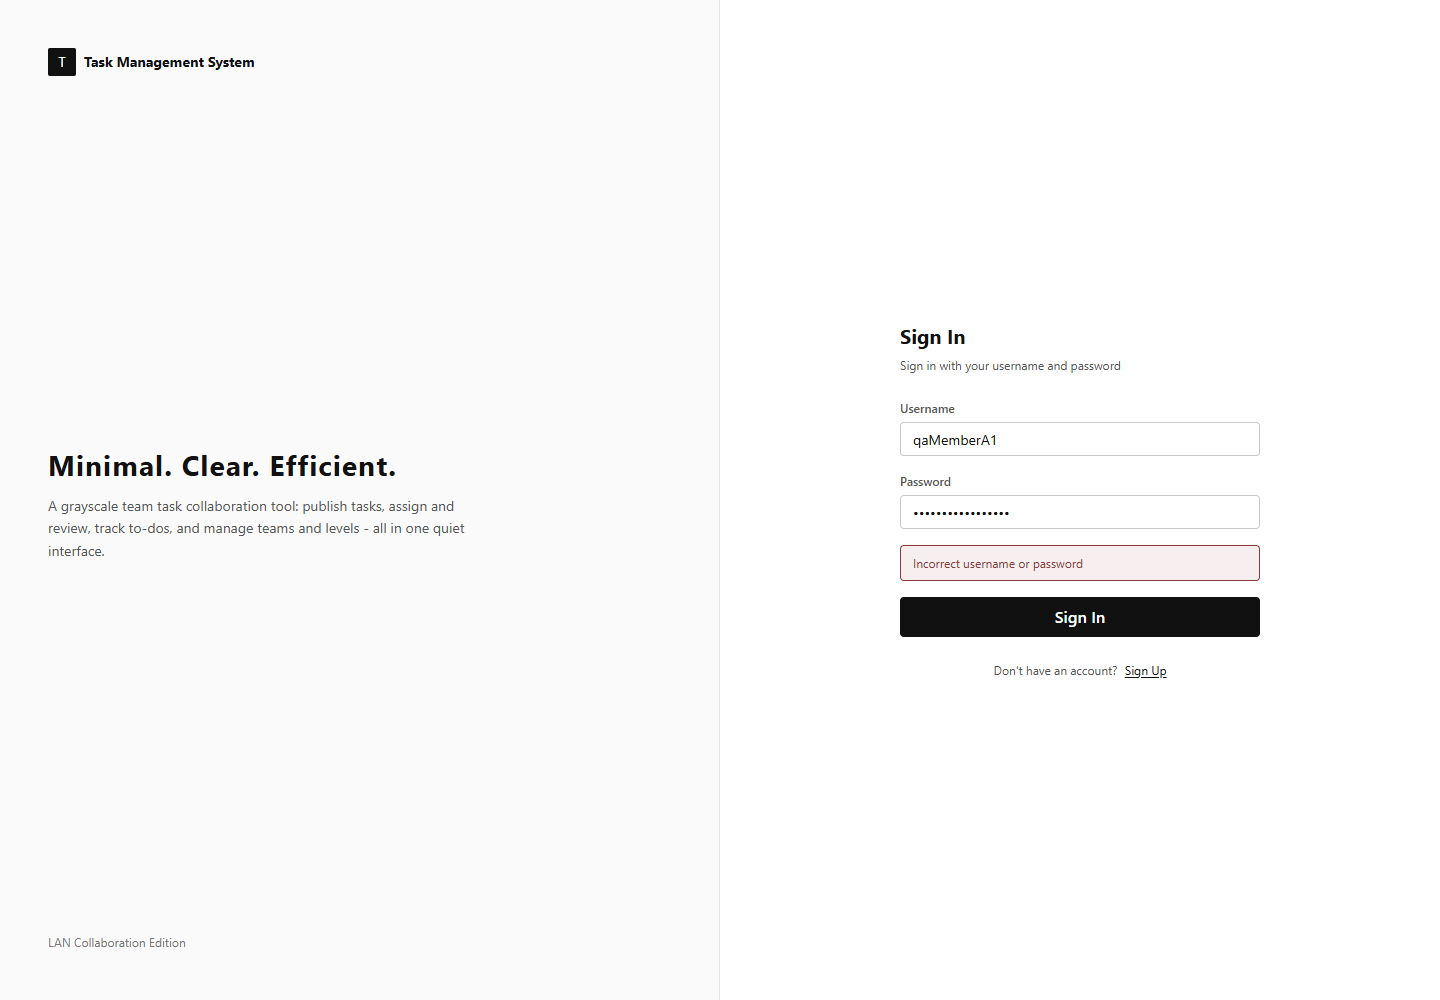 T
Task Management System
Minimal. Clear. Efficient.
A grayscale team task collaboration tool: publish tasks, assign and
review, track to-dos, and manage teams and levels - all in one quiet
interface.
LAN Collaboration Edition
Sign In
Sign in with your username and password
Username
qaMemberA1
Password
•••••••••••••••••
Incorrect username or password
Sign In
Don't have an account? Sign Up